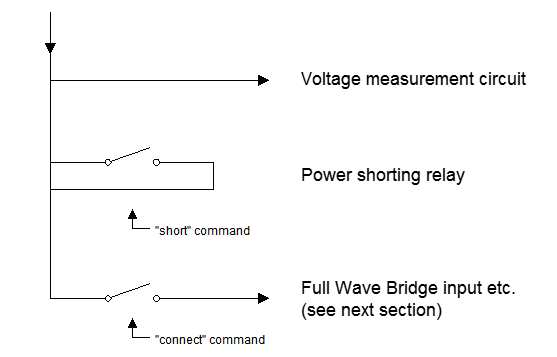 Voltage measurement circuit
Power shorting relay
"short" command
Full Wave Bridge input etc.
(see next section)
"connect" command